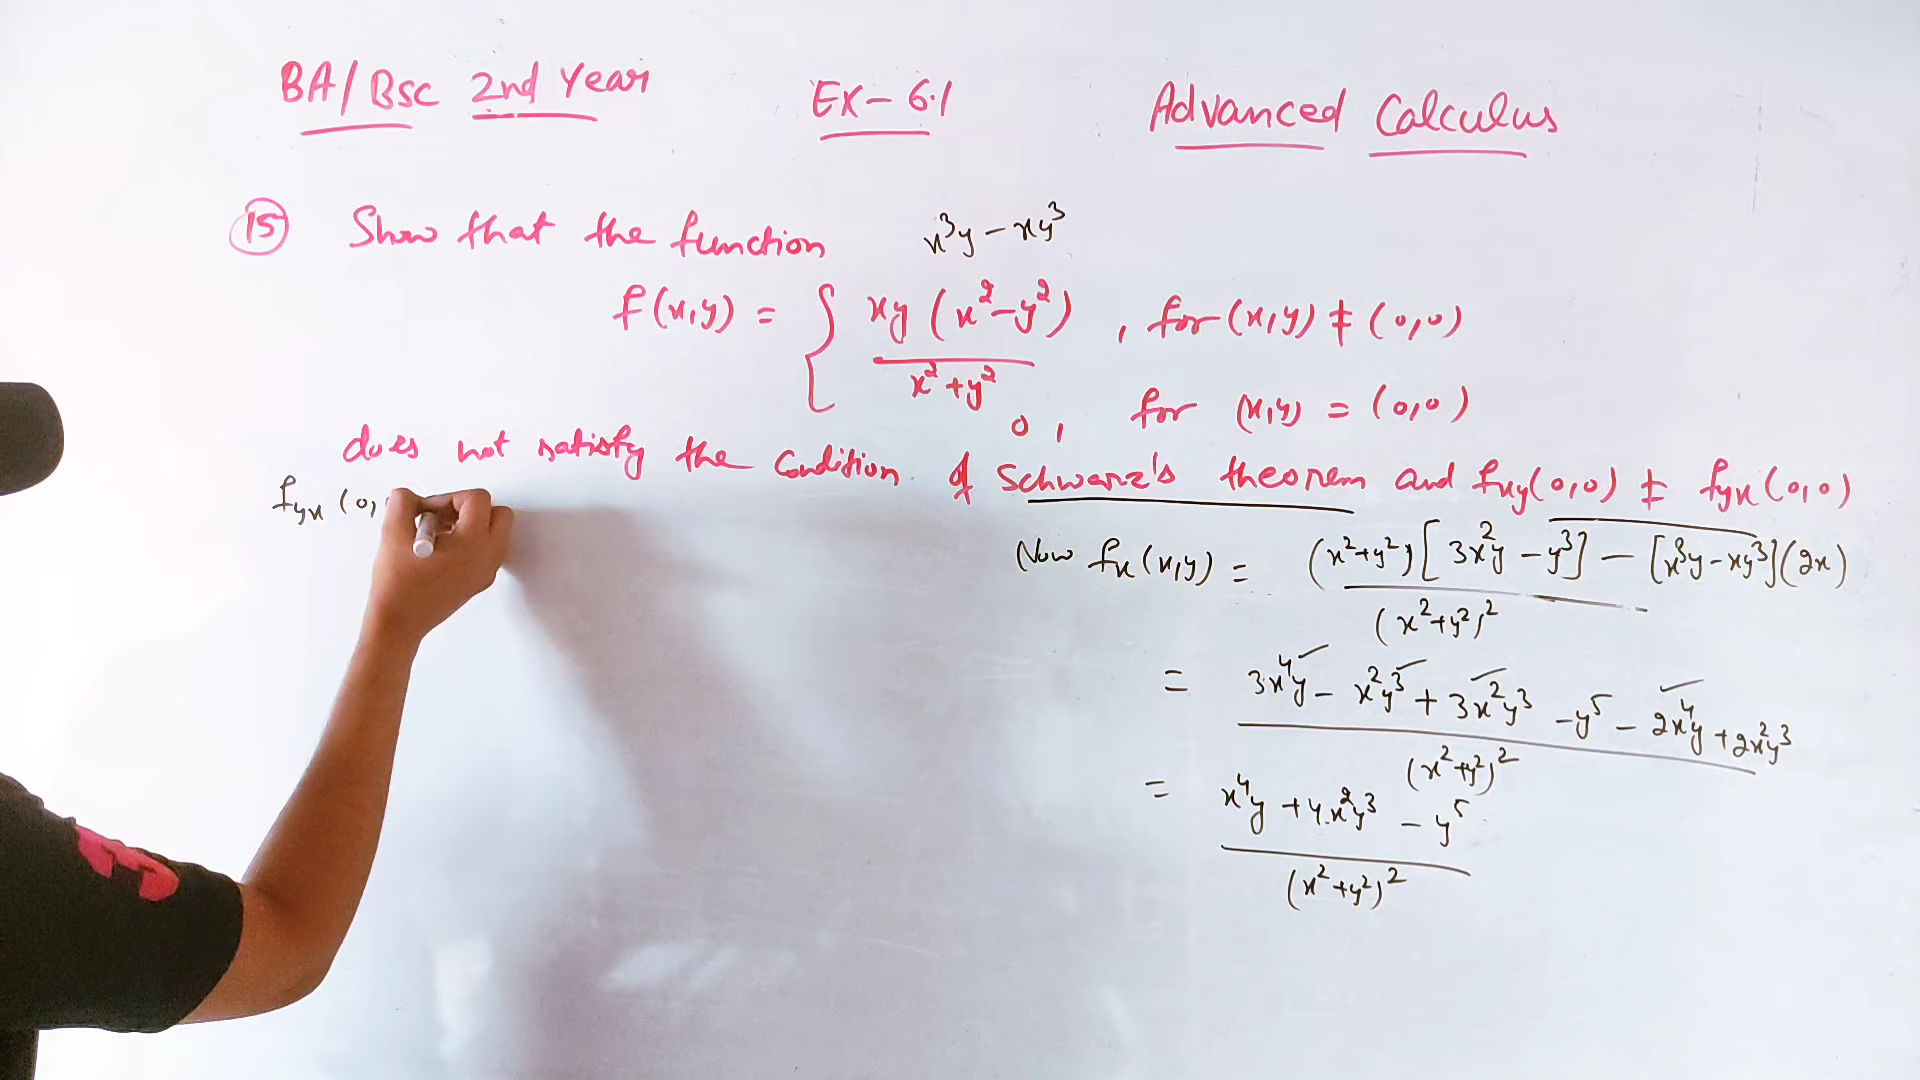 BA/Bsc 2nd Year EX-6.1 Advanced Calculus
(15) Show that the function x³y - xy³
f(x,y) = { xy(x²-y²) / x²+y² , for (x,y) ≠ (0,0)
0 , for (x,y) = (0,0)
does not satisfy the condition of Schwarz's theorem and fxy(0,0) ≠ fyx(0,0)
fyx (0,
Now fx(x,y) = (x²+y²)[3x²y - y³] - [x³y - xy³](2x) / (x²+y²)²
= 3x⁴y - x²y³ + 3x²y³ - y⁵ - 2x⁴y + 2x²y³ / (x²+y²)²
= x⁴y + 4x²y³ - y⁵ / (x²+y²)²